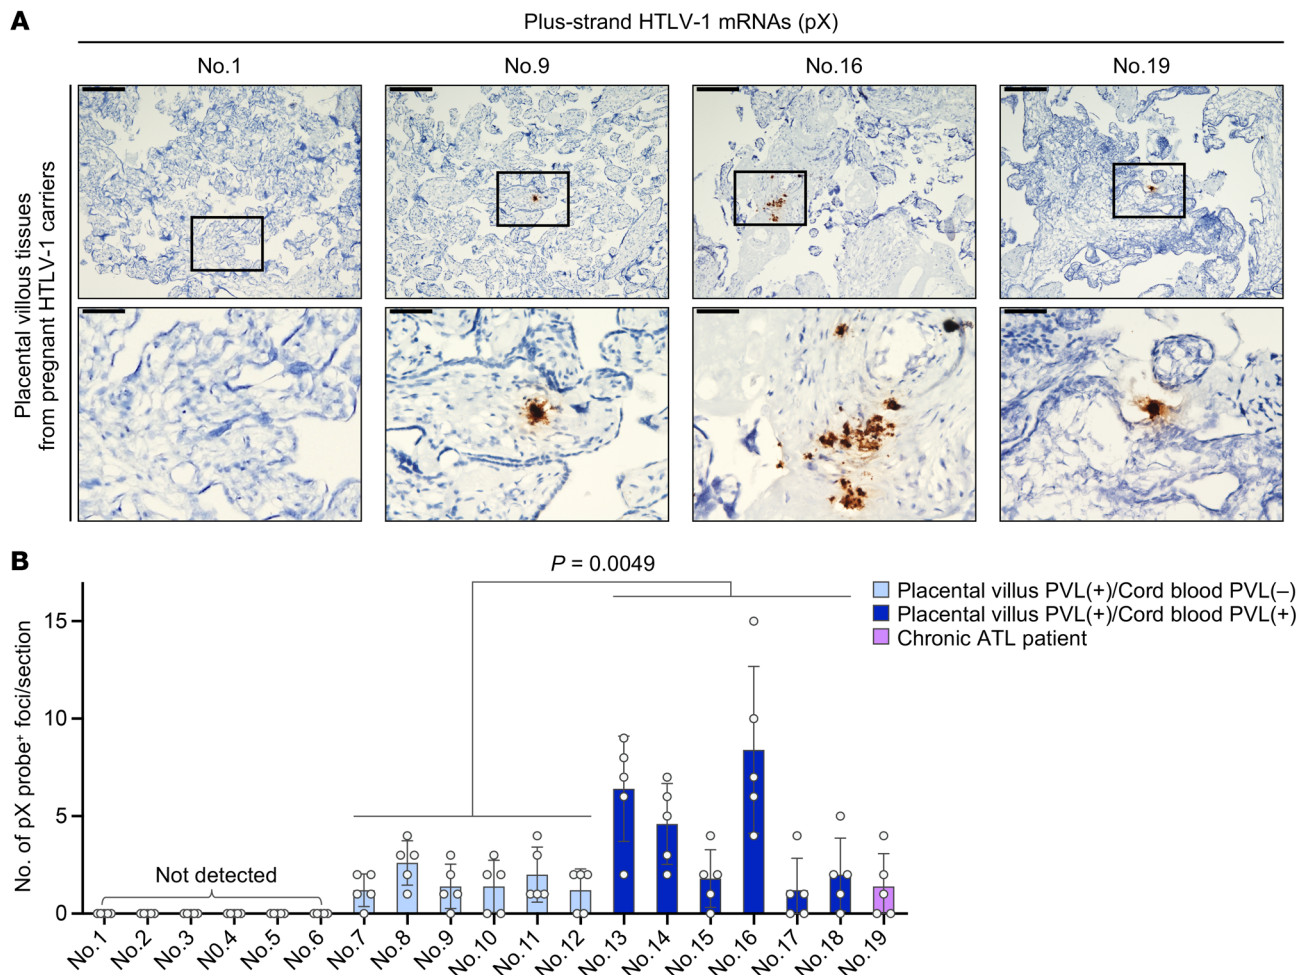 A
Plus-strand HTLV-1 mRNAs (pX)
No.1
No.9
No.16
No.19
Placental villous tissues
from pregnant HTLV-1 carriers
B
P = 0.0049
Placental villus PVL(+)/Cord blood PVL(–)
Placental villus PVL(+)/Cord blood PVL(+)
Chronic ATL patient
No. of pX probe⁺ foci/section
15
10
5
0
Not detected
No.1
No.2
No.3
N0.4
No.5
No.6
No.7
No.8
No.9
No.10
No.11
No.12
No.13
No.14
No.15
No.16
No.17
No.18
No.19